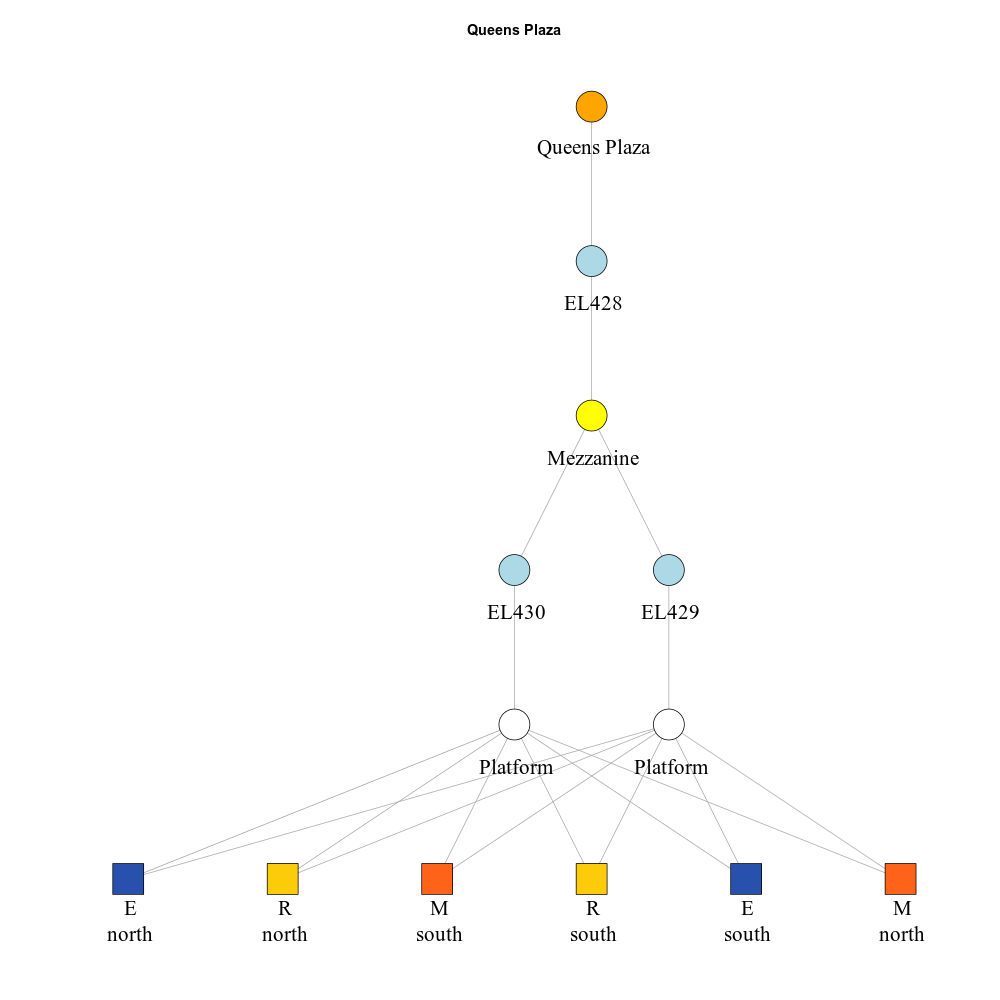 Queens Plaza
Queens Plaza
EL428
Mezzanine
EL430 EL429
Platform Platform
E R M R E M
north north south south south north